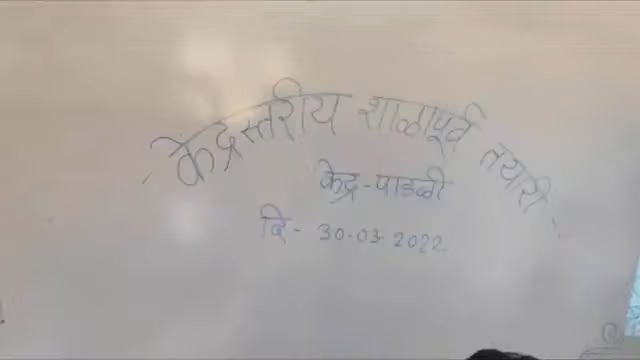 केंद्रस्तरीय शाळापूर्व तयारी
केंद्र - पाडळी
दि - 30-03-2022